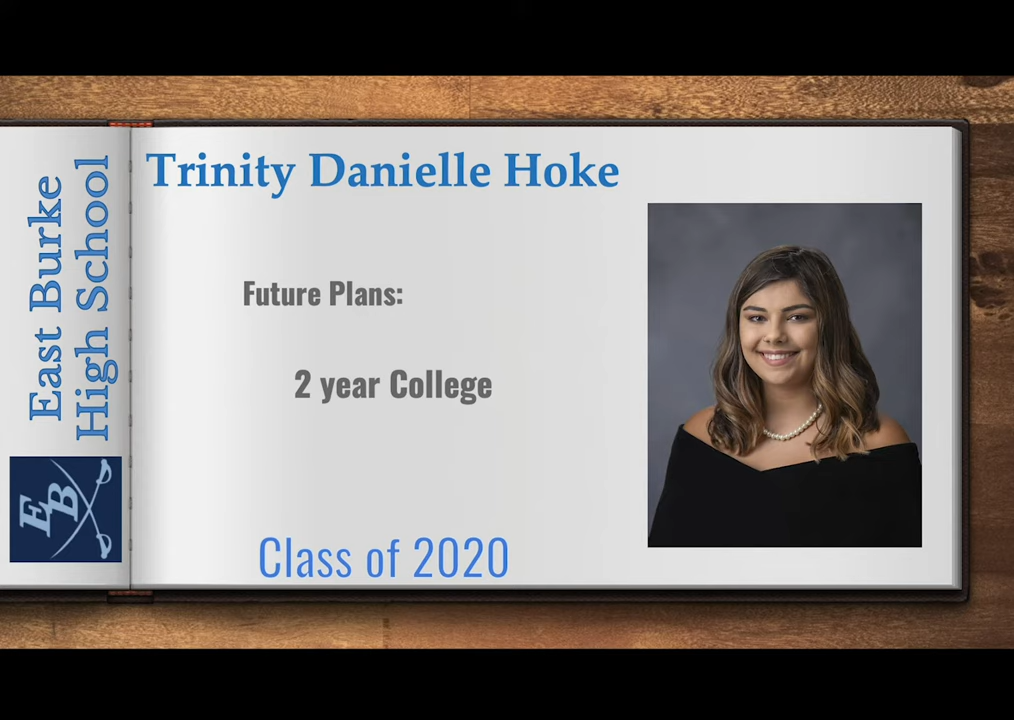 Trinity Danielle Hoke
East Burke
High School
Future Plans:
2 year College
EB
Class of 2020